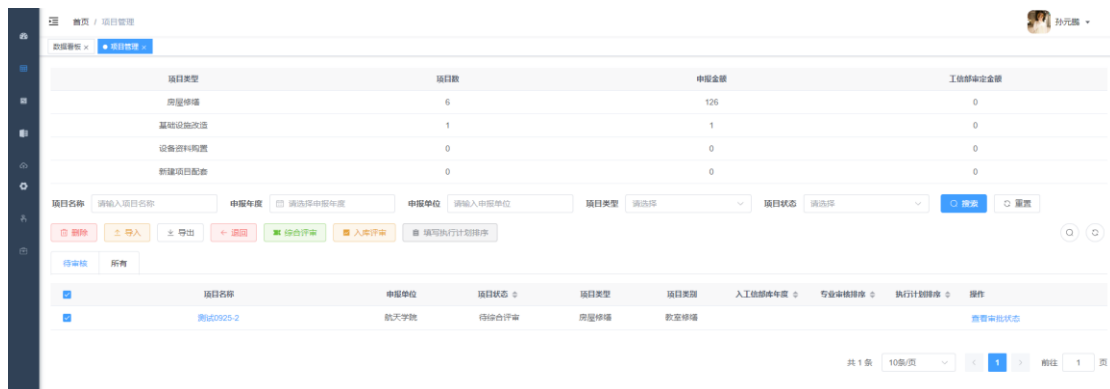 首页 / 项目管理 孙元鹏
数据看板 × 项目管理 ×
项目类型 项目数 申报金额 工信部审定金额
房屋修缮 6 126 0
基础设施改造 1 1 0
设备资料购置 0 0 0
新建项目配套 0 0 0
项目名称 请输入项目名称 申报年度 请选择申报年度 申报单位 请输入申报单位 项目类型 请选择 项目状态 请选择 搜索 重置
删除 导入 导出 退回 综合评审 入库评审 填写执行计划排序
待审核 所有
项目名称 申报单位 项目状态 项目类型 项目类别 入工信部库年度 专业审核排序 执行计划排序 操作
测试0925-2 航天学院 待综合评审 房屋修缮 教室修缮 查看审批状态
共 1 条 10条/页 < 1 > 前往 1 页